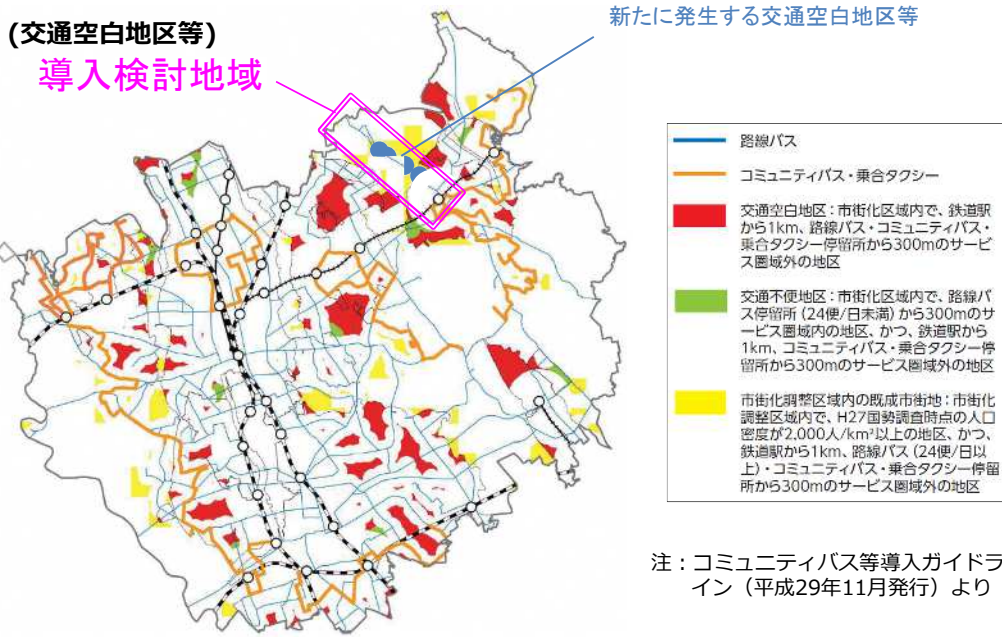 (交通空白地区等)
導入検討地域
新たに発生する交通空白地区等
路線バス
コミュニティバス・乗合タクシー
交通空白地区：市街化区域内で、鉄道駅
から1km、路線バス・コミュニティバス・
乗合タクシー停留所から300mのサービ
ス圏域外の地区
交通不便地区：市街化区域内で、路線バ
ス停留所（24便/日未満）から300mのサ
ービス圏域内の地区、かつ、鉄道駅から
1km、コミュニティバス・乗合タクシー停
留所から300mのサービス圏域外の地区
市街化調整区域内の既成市街地：市街化
調整区域内で、H27国勢調査時点の人口
密度が2,000人/km²以上の地区、かつ、
鉄道駅から1km、路線バス（24便/日以
上）・コミュニティバス・乗合タクシー停留
所から300mのサービス圏域外の地区
注：コミュニティバス等導入ガイドラ
イン（平成29年11月発行）より